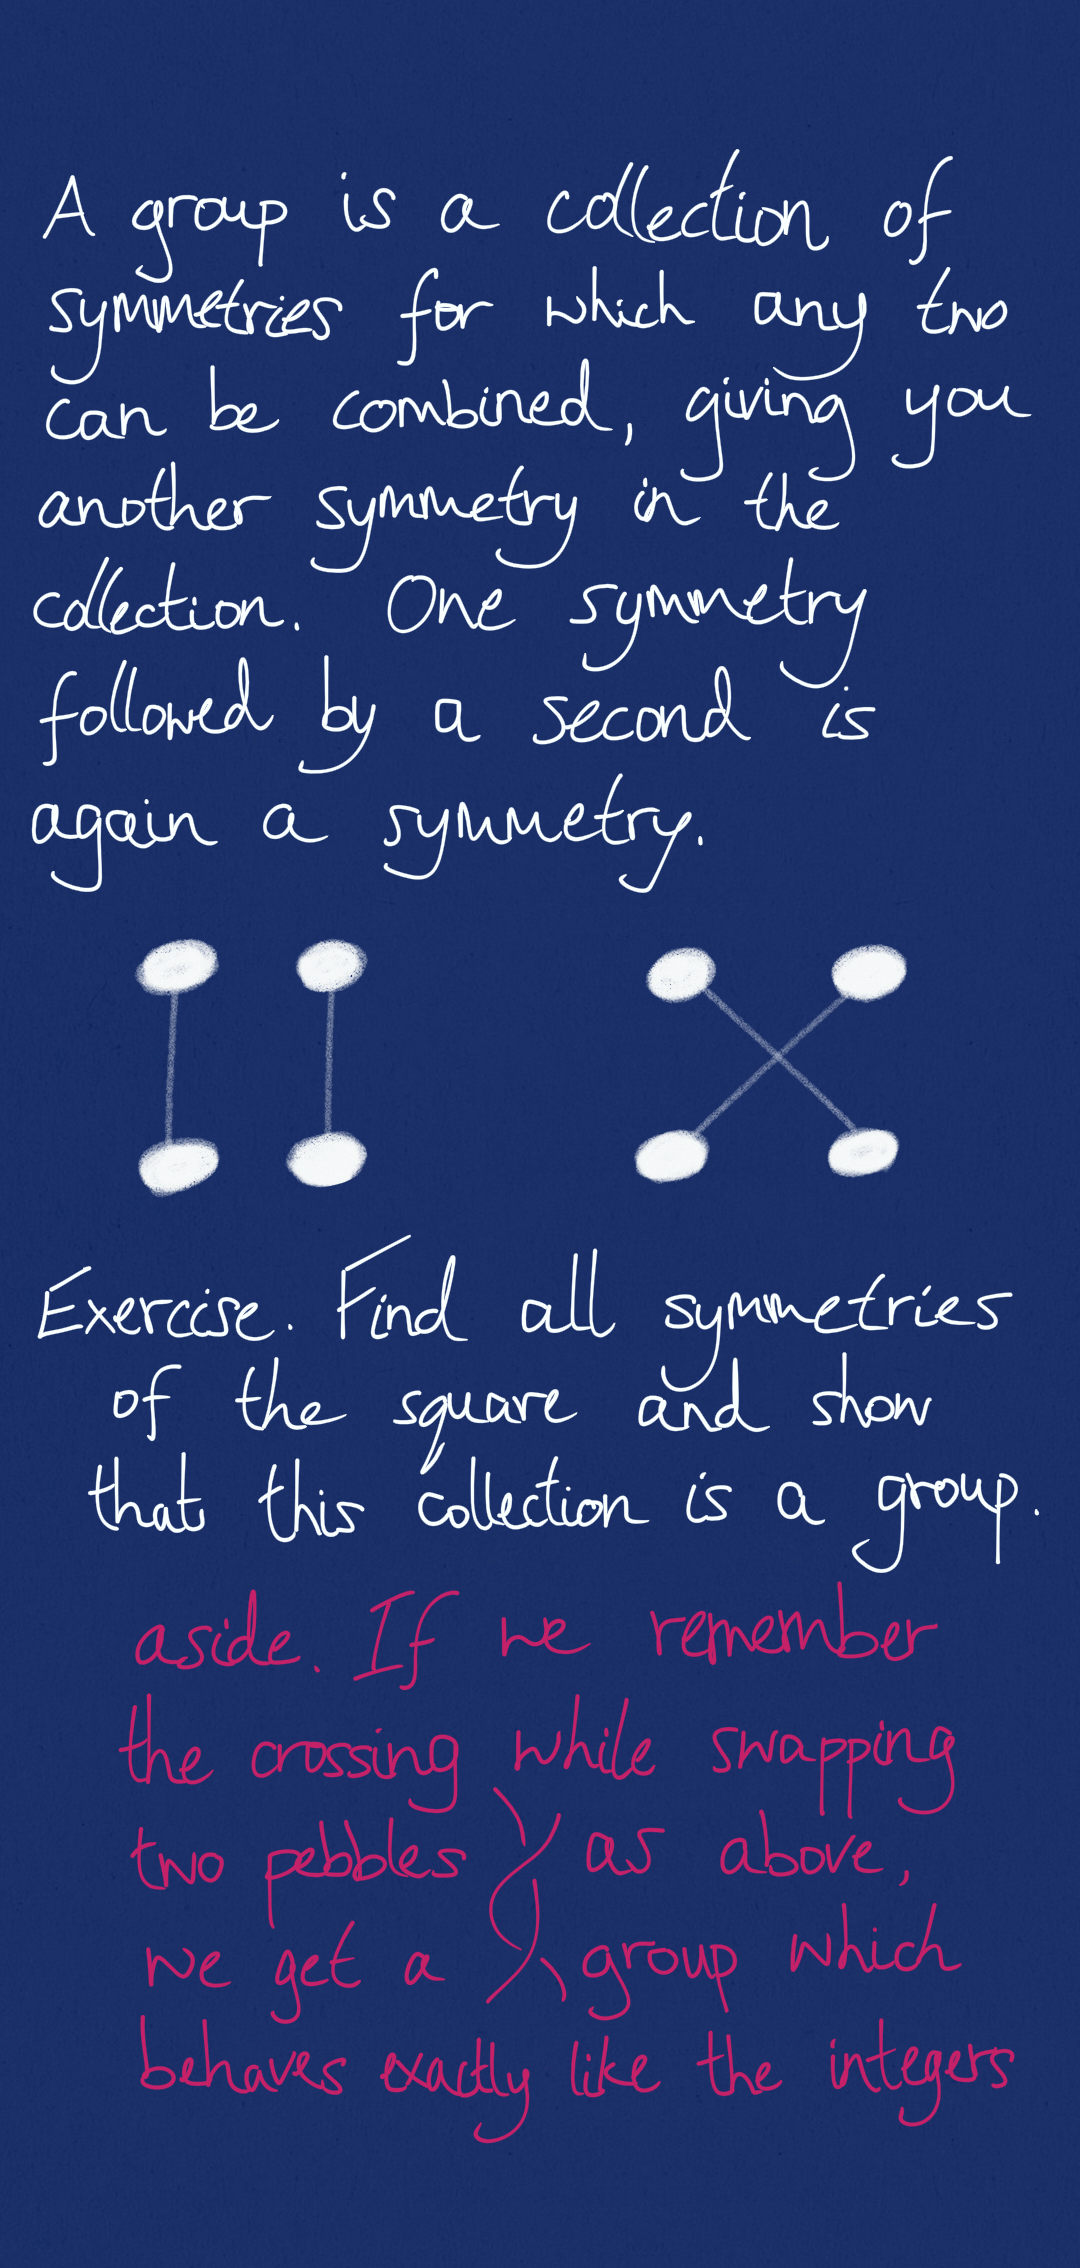 A group is a collection of
symmetries for which any two
can be combined, giving you
another symmetry in the
collection. One symmetry
followed by a second is
again a symmetry.
Exercise. Find all symmetries
of the square and show
that this collection is a group.
aside. If we remember
the crossing while swapping
two pebbles as above,
we get a group which
behaves exactly like the integers